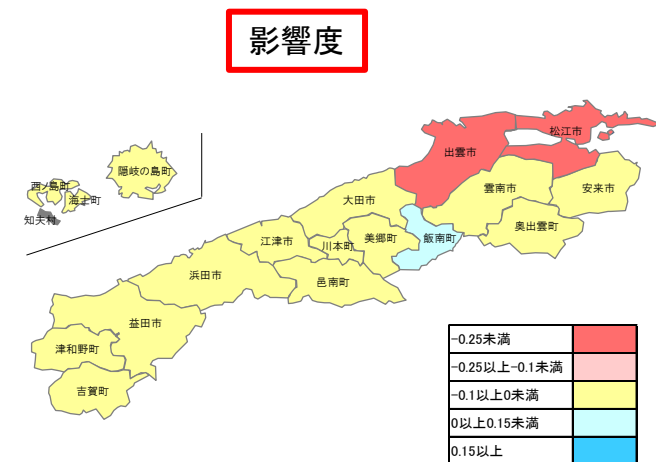 影響度
松江市
出雲市
隠岐の島町
西ノ島町
海士町
知夫村
大田市
雲南市
安来市
奥出雲町
飯南町
美郷町
川本町
江津市
邑南町
浜田市
益田市
津和野町
吉賀町
-0.25未満
-0.25以上-0.1未満
-0.1以上0未満
0以上0.15未満
0.15以上